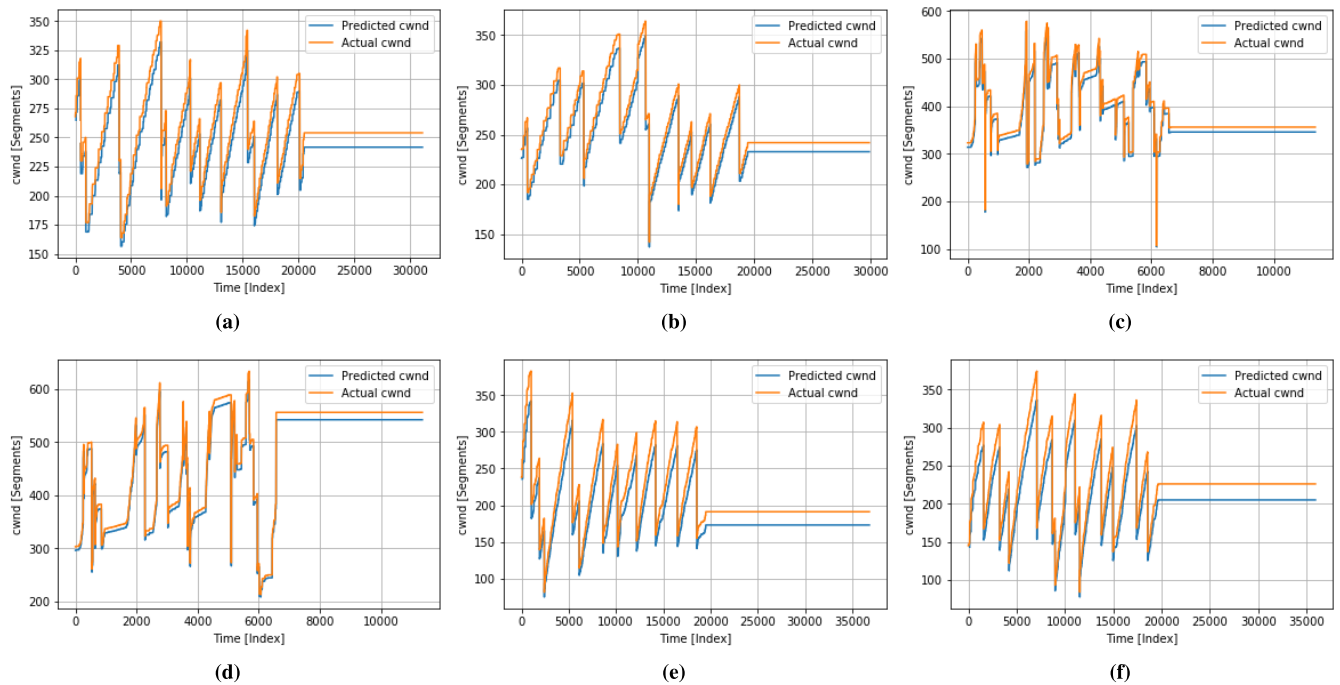 350
325
300
275
250
225
200
175
150
cwnd [Segments]
Predicted cwnd
Actual cwnd
0 5000 10000 15000 20000 25000 30000
Time [Index]
(a)
350
300
250
200
150
cwnd [Segments]
Predicted cwnd
Actual cwnd
0 5000 10000 15000 20000 25000 30000
Time [Index]
(b)
600
500
400
300
200
100
cwnd [Segments]
Predicted cwnd
Actual cwnd
0 2000 4000 6000 8000 10000
Time [Index]
(c)
600
500
400
300
200
cwnd [Segments]
Predicted cwnd
Actual cwnd
0 2000 4000 6000 8000 10000
Time [Index]
(d)
350
300
250
200
150
100
cwnd [Segments]
Predicted cwnd
Actual cwnd
0 5000 10000 15000 20000 25000 30000 35000
Time [Index]
(e)
350
300
250
200
150
100
cwnd [Segments]
Predicted cwnd
Actual cwnd
0 5000 10000 15000 20000 25000 30000 35000
Time [Index]
(f)